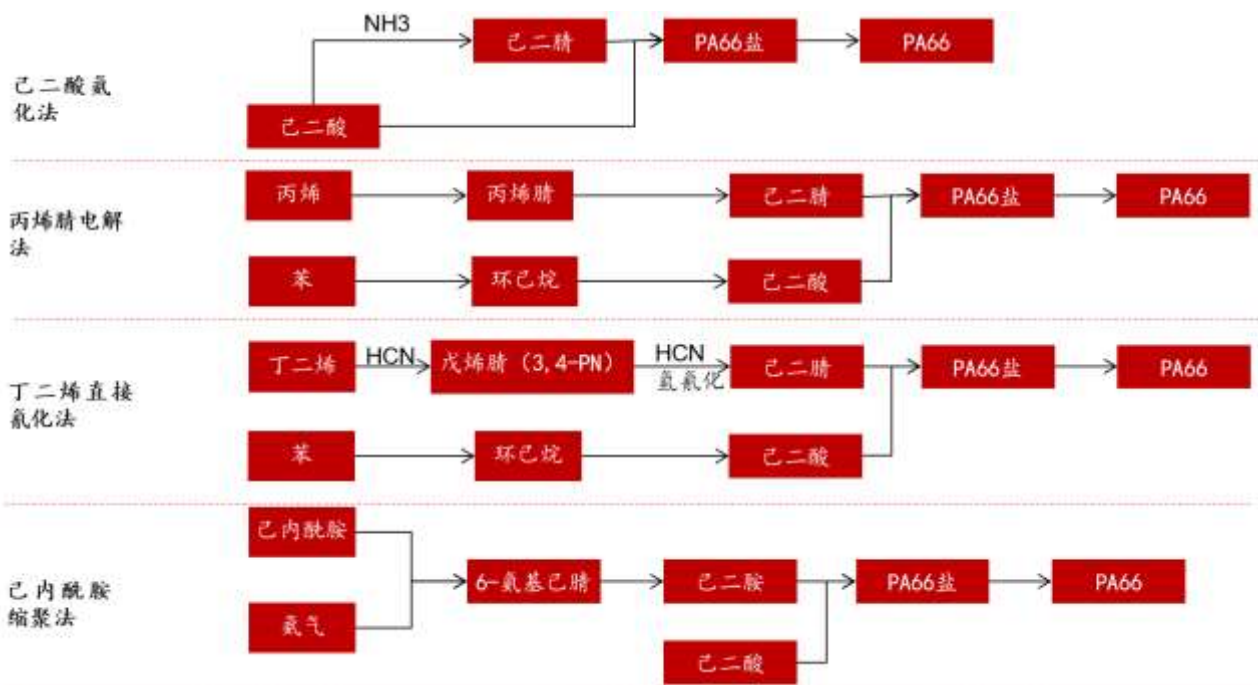 NH3
己二腈
PA66盐
PA66
己二酸氨
化法
己二酸
丙烯
丙烯腈
己二腈
PA66盐
PA66
丙烯腈电解
法
苯
环己烷
己二酸
丁二烯
HCN
戊烯腈（3,4-PN）
HCN
氢氰化
己二腈
PA66盐
PA66
丁二烯直接
氰化法
苯
环己烷
己二酸
己内酰胺
6-氨基己腈
己二胺
PA66盐
PA66
己内酰胺
缩聚法
氨气
己二酸